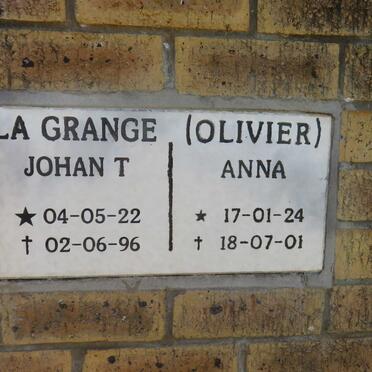 LA GRANGE (OLIVIER)
JOHAN T ANNA
★ 04-05-22 ★ 17-01-24
† 02-06-96 † 18-07-01